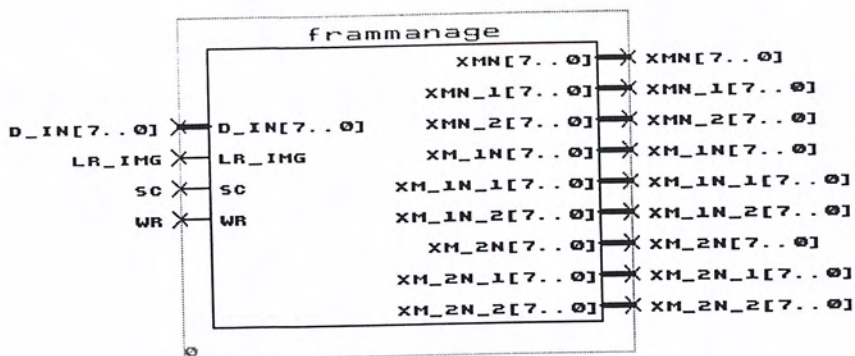 frammanage
XMN[7..0] XMN[7..0]
XMN_1[7..0] XMN_1[7..0]
D_IN[7..0] D_IN[7..0] XMN_2[7..0] XMN_2[7..0]
LR_IMG LR_IMG XM_1N[7..0] XM_1N[7..0]
SC SC XM_1N_1[7..0] XM_1N_1[7..0]
WR WR XM_1N_2[7..0] XM_1N_2[7..0]
XM_2N[7..0] XM_2N[7..0]
XM_2N_1[7..0] XM_2N_1[7..0]
XM_2N_2[7..0] XM_2N_2[7..0]
0